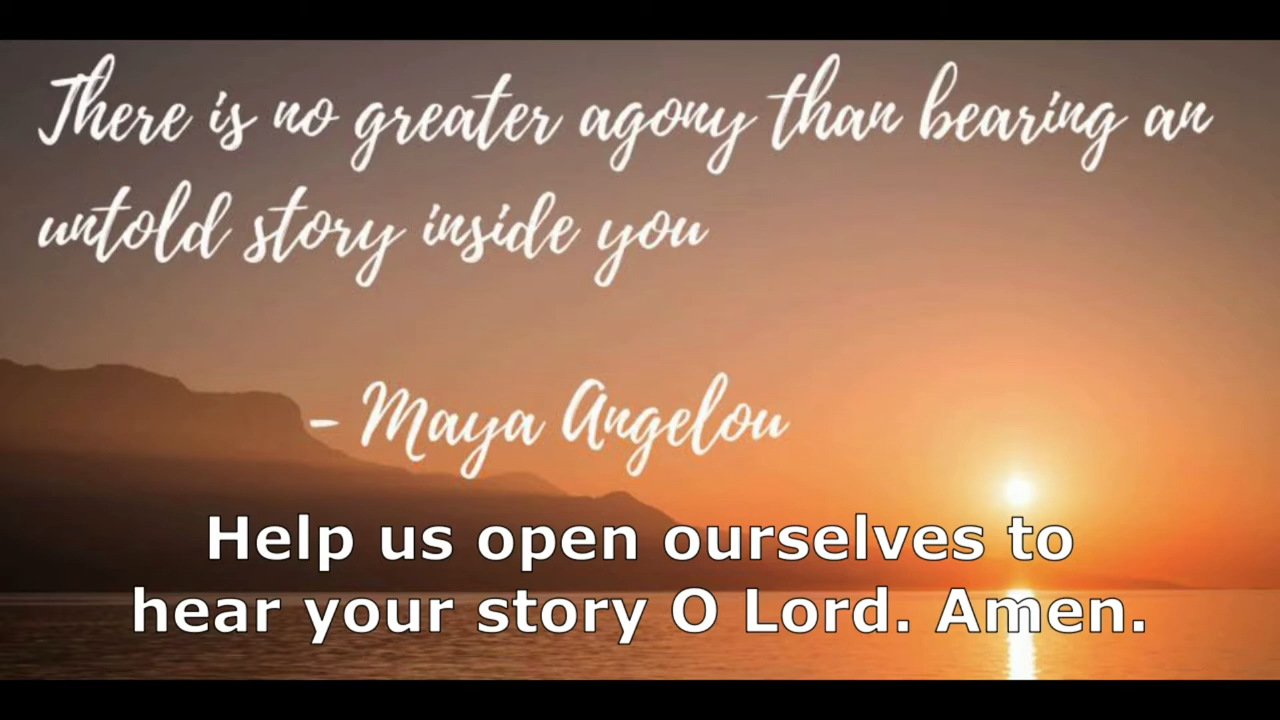 There is no greater agony than bearing an
untold story inside you
- Maya Angelou
Help us open ourselves to
hear your story O Lord. Amen.